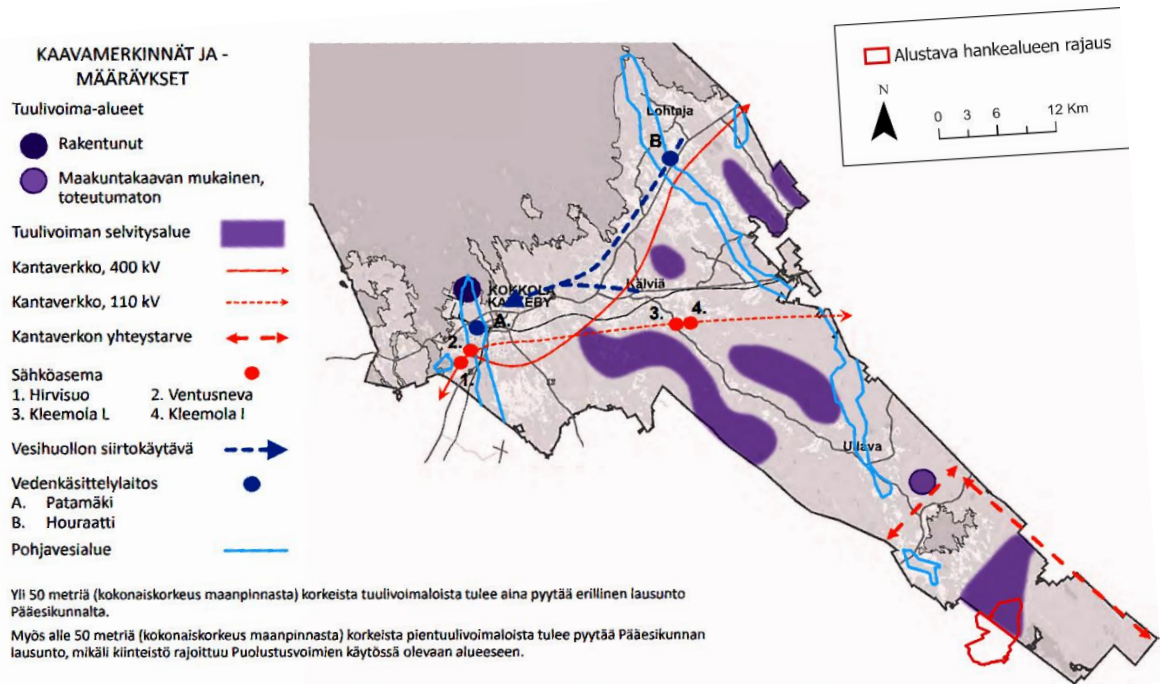 KAAVAMERKINNÄT JA -
MÄÄRÄYKSET
Tuulivoima-alueet
Rakentunut
Maakuntakaavan mukainen,
toteutumaton
Tuulivoiman selvitysalue
Kantaverkko, 400 kV
Kantaverkko, 110 kV
Kantaverkon yhteystarve
Sähköasema
1. Hirvisuo 2. Ventusneva
3. Kleemola L 4. Kleemola I
Vesihuollon siirtokäytävä
Vedenkäsittelylaitos
A. Patamäki
B. Houraatti
Pohjavesialue
Yli 50 metriä (kokonaiskorkeus maanpinnasta) korkeista tuulivoimaloista tulee aina pyytää erillinen lausunto
Pääesikunnalta.
Myös alle 50 metriä (kokonaiskorkeus maanpinnasta) korkeista pientuulivoimaloista tulee pyytää Pääesikunnan
lausunto, mikäli kiinteistö rajoittuu Puolustusvoimien käytössä olevaan alueeseen.
Alustava hankealueen rajaus
N
0 3 6 12 Km
Lohtaja
B
KOKKOLA
Kälviä
A.
3. 4.
2.
1.
Ullava